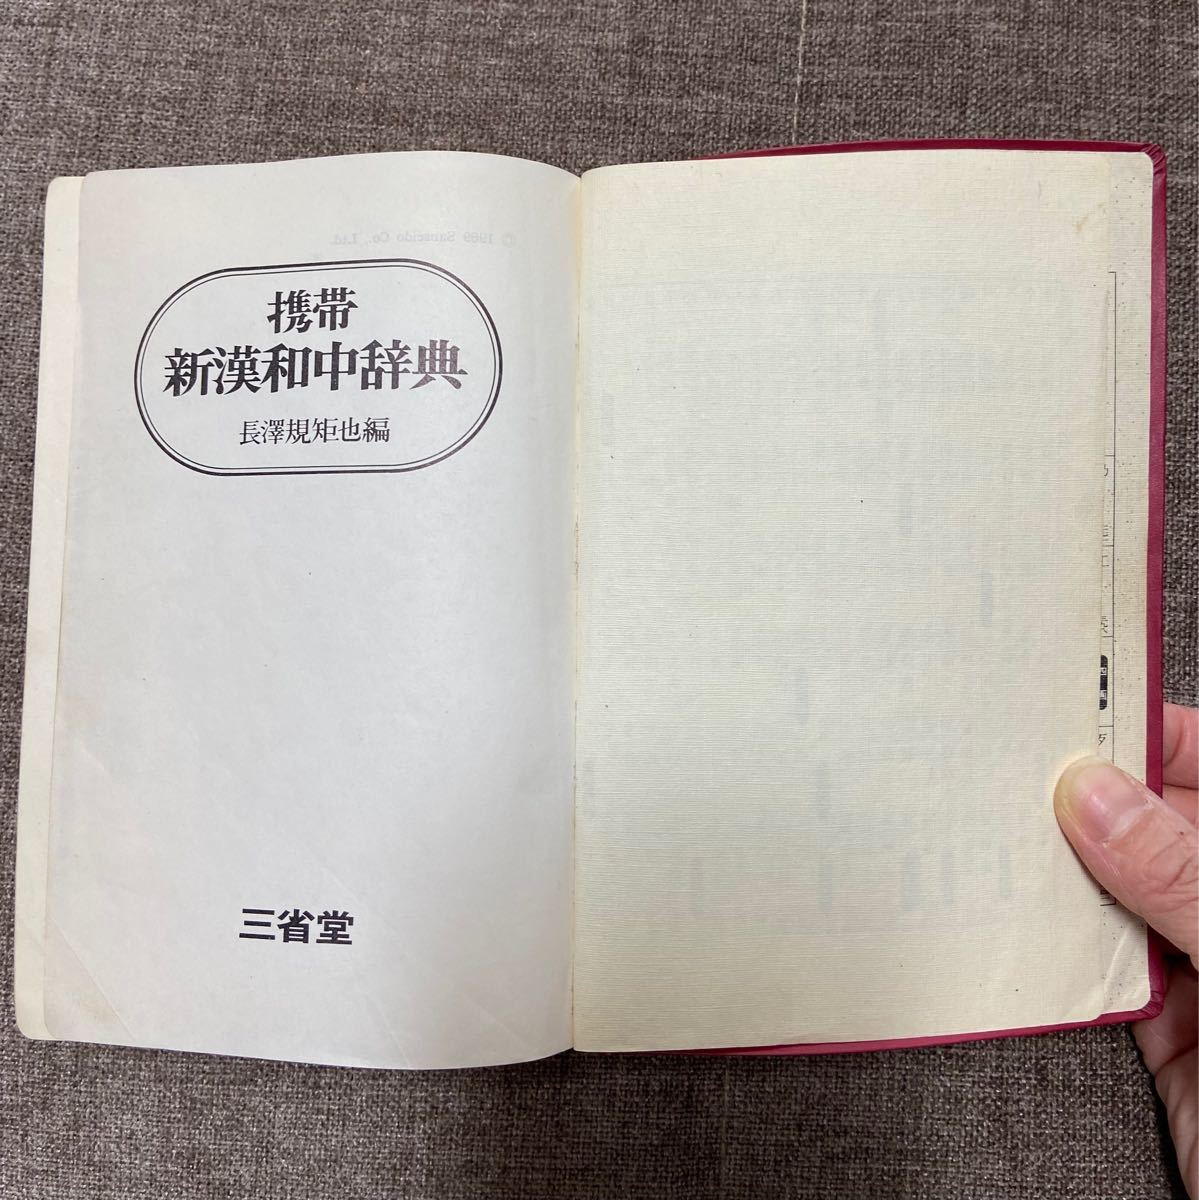 携帯
新漢和中辞典
長澤規矩也編
三省堂